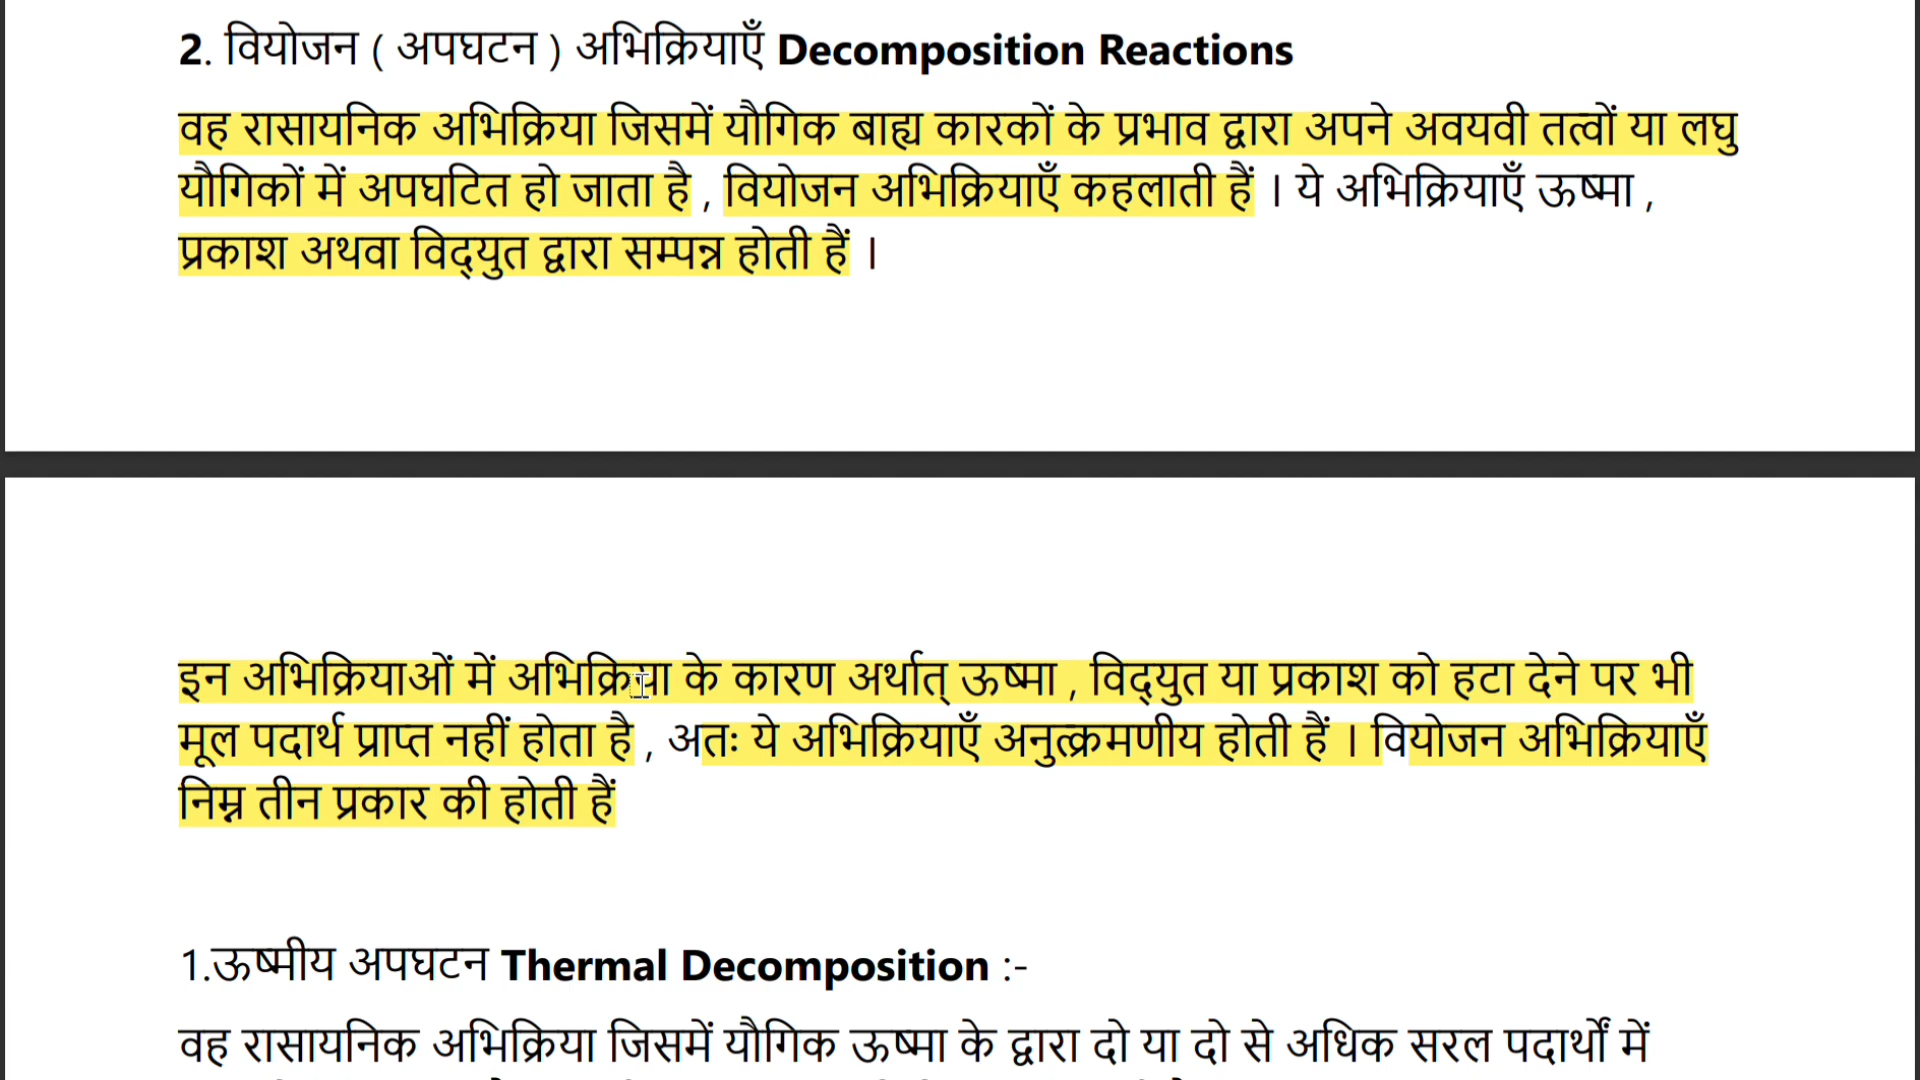 2. वियोजन ( अपघटन ) अभिक्रियाएँ Decomposition Reactions
वह रासायनिक अभिक्रिया जिसमें यौगिक बाह्य कारकों के प्रभाव द्वारा अपने अवयवी तत्वों या लघु
यौगिकों में अपघटित हो जाता है , वियोजन अभिक्रियाएँ कहलाती हैं । ये अभिक्रियाएँ ऊष्मा ,
प्रकाश अथवा विद्युत द्वारा सम्पन्न होती हैं ।
इन अभिक्रियाओं में अभिक्रिया के कारण अर्थात् ऊष्मा , विद्युत या प्रकाश को हटा देने पर भी
मूल पदार्थ प्राप्त नहीं होता है , अतः ये अभिक्रियाएँ अनुत्क्रमणीय होती हैं । वियोजन अभिक्रियाएँ
निम्न तीन प्रकार की होती हैं
1.ऊष्मीय अपघटन Thermal Decomposition :-
वह रासायनिक अभिक्रिया जिसमें यौगिक ऊष्मा के द्वारा दो या दो से अधिक सरल पदार्थों में